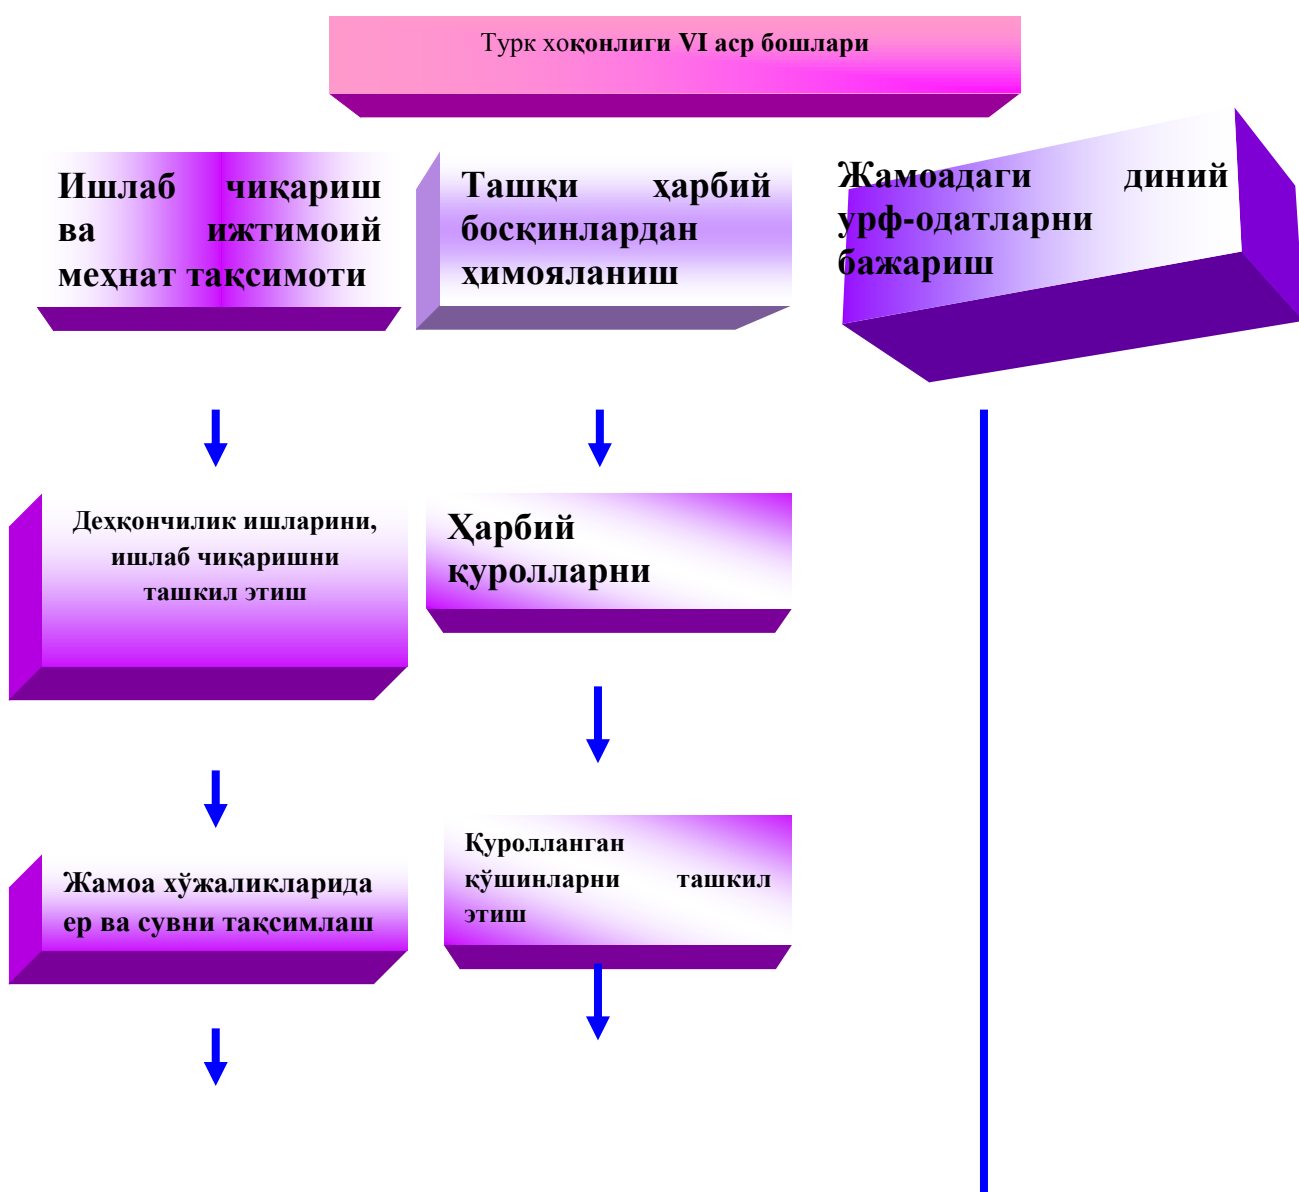 Турк хоқонлиги VI аср бошлари
Ишлаб чиқариш
ва ижтимоий
меҳнат тақсимоти
Ташқи ҳарбий
босқинлардан
ҳимояланиш
Жамоадаги диний
урф-одатларни
бажариш
Деҳқончилик ишларини,
ишлаб чиқаришни
ташкил этиш
Ҳарбий
қуролларни
Жамоа хўжаликларида
ер ва сувни тақсимлаш
Қуролланган
қўшинларни ташкил
этиш